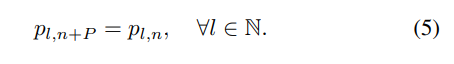 p_{l,n+P} = p_{l,n}, ∀l ∈ ℕ. (5)